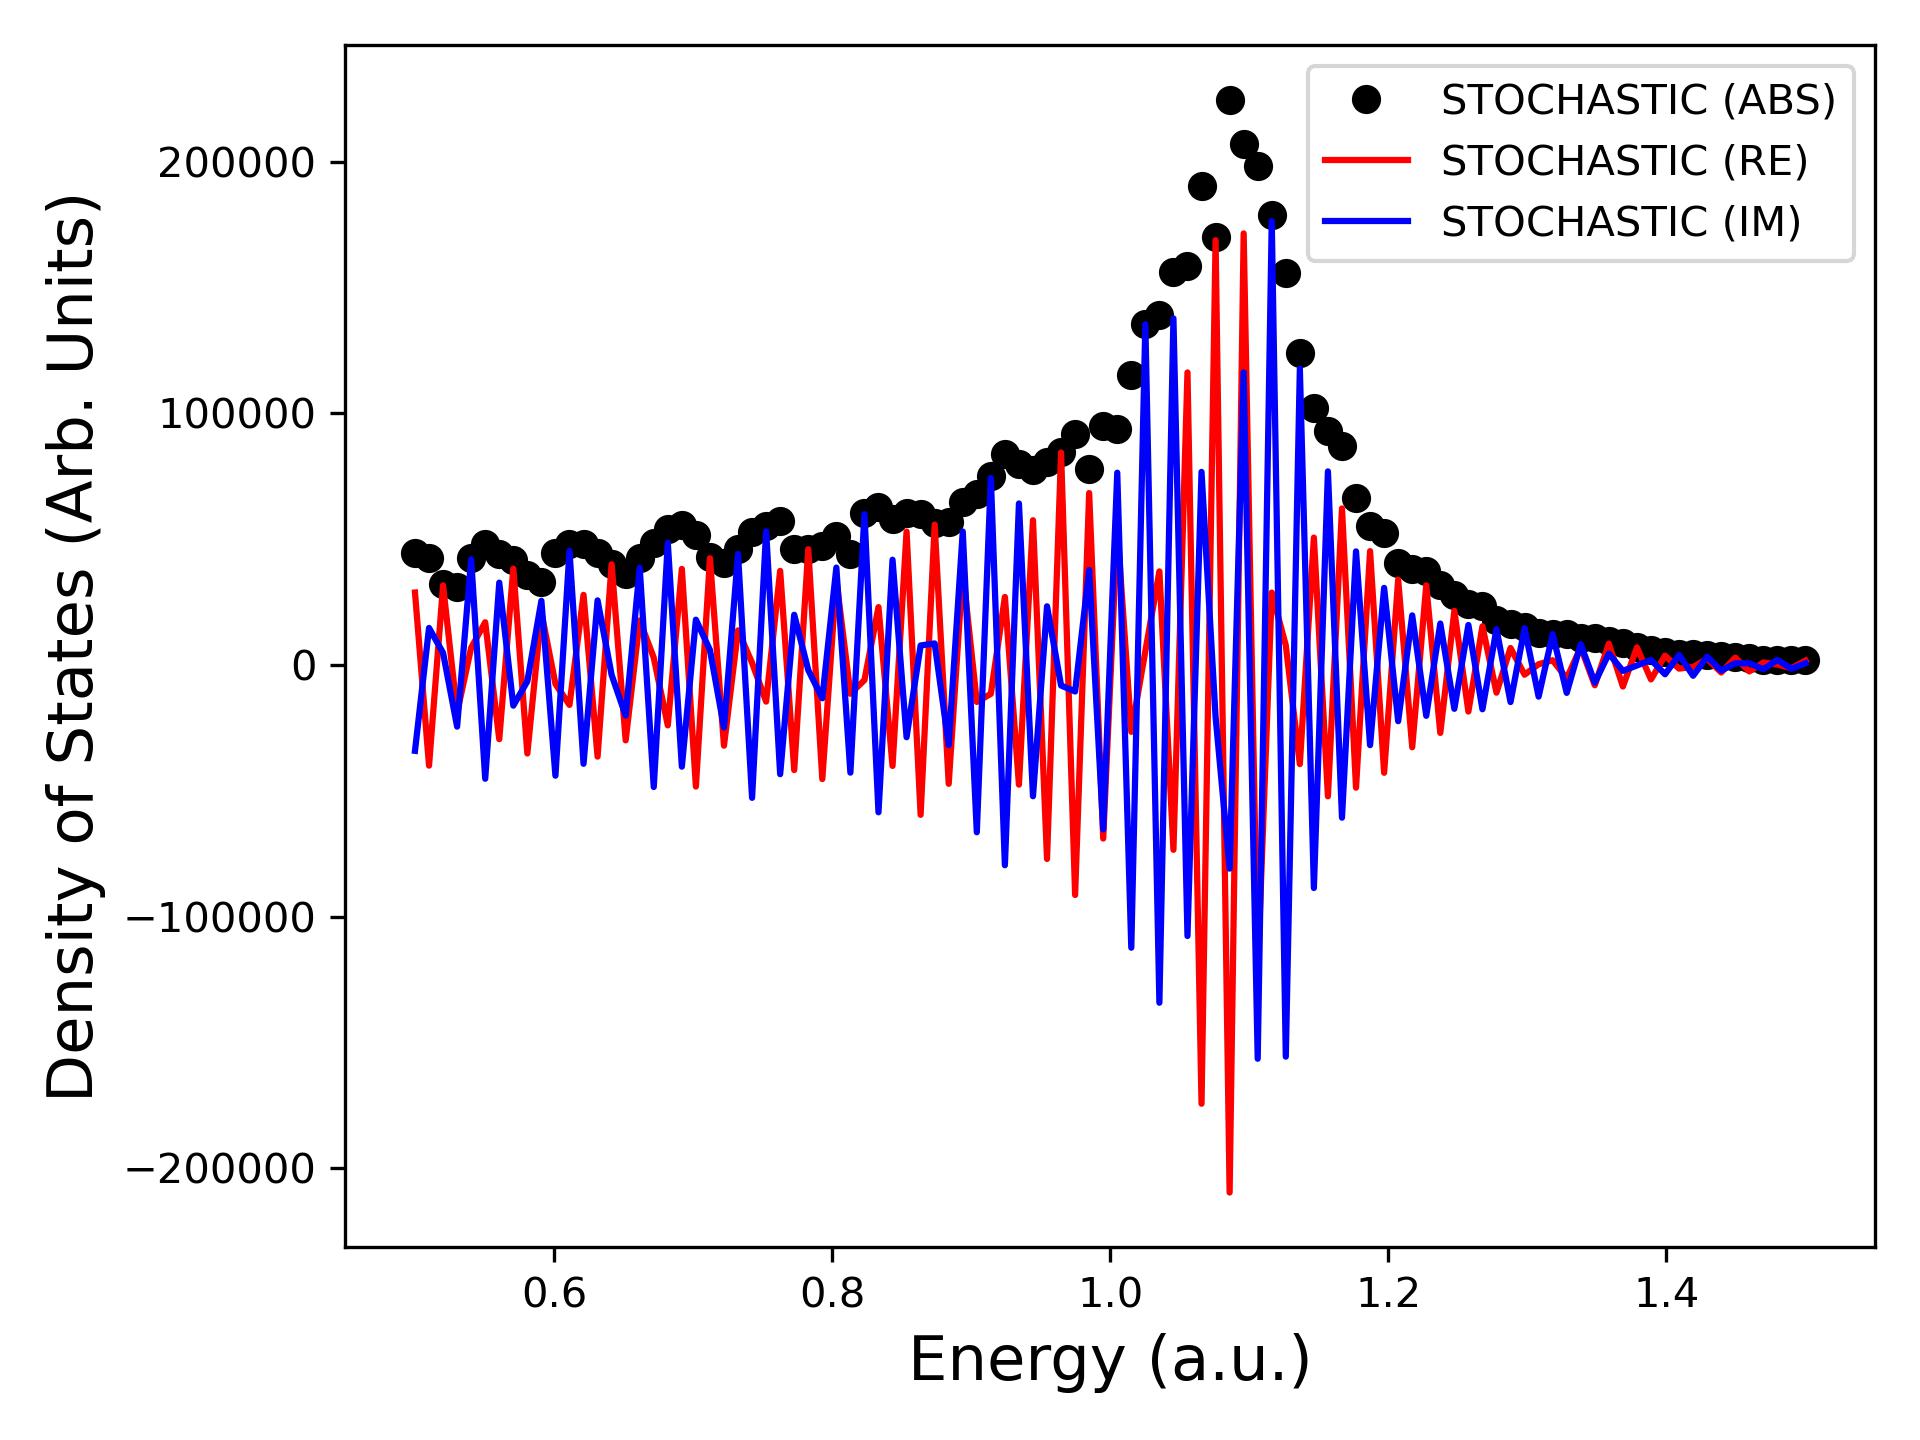 STOCHASTIC (ABS)
STOCHASTIC (RE)
STOCHASTIC (IM)
Density of States (Arb. Units)
200000
100000
0
−100000
−200000
0.6 0.8 1.0 1.2 1.4
Energy (a.u.)